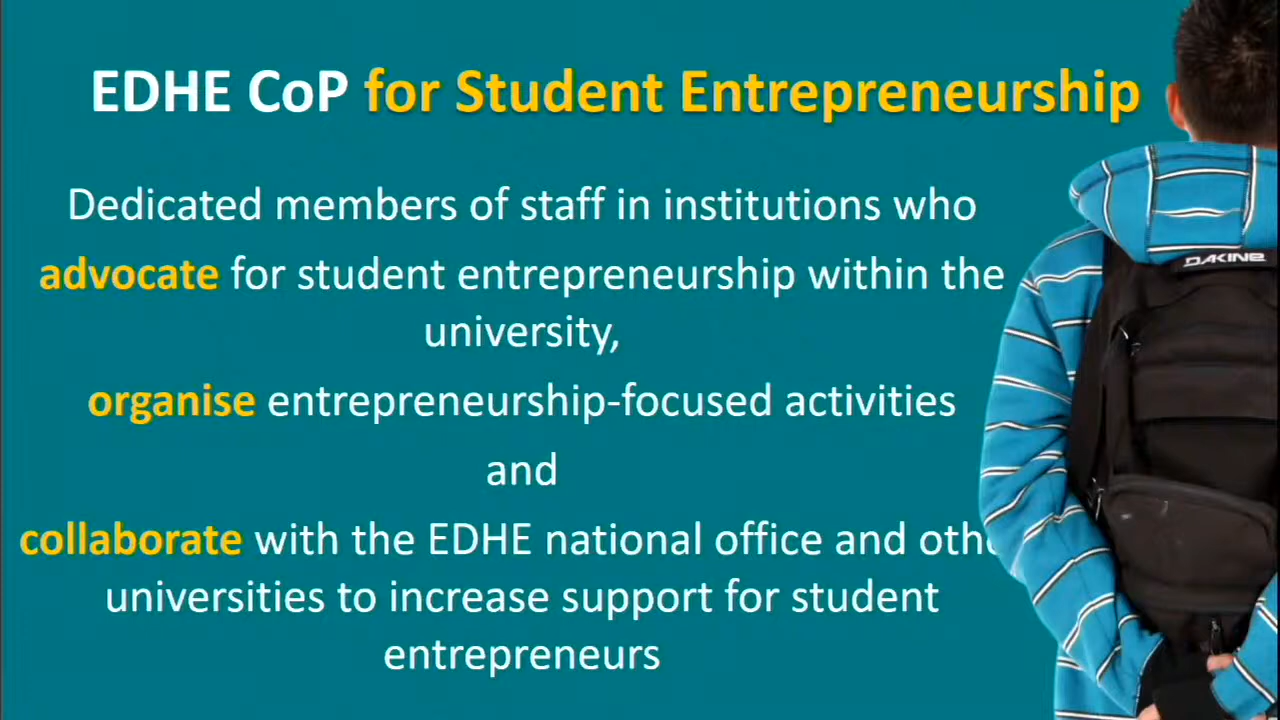 EDHE CoP for Student Entrepreneurship
Dedicated members of staff in institutions who
advocate for student entrepreneurship within the
university,
organise entrepreneurship-focused activities
and
collaborate with the EDHE national office and othe
universities to increase support for student
entrepreneurs
DAKINE